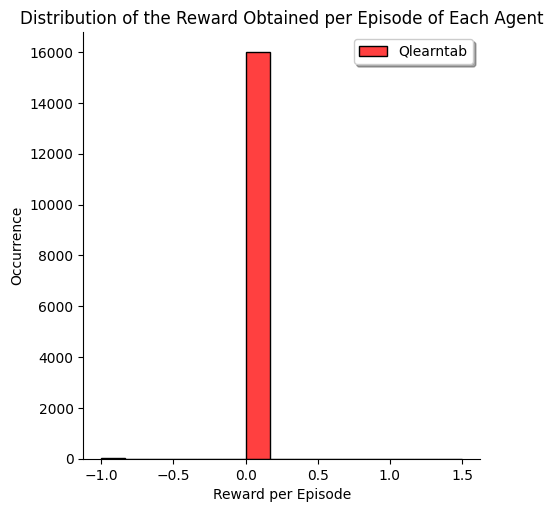 Distribution of the Reward Obtained per Episode of Each Agent
Qlearntab
16000
14000
12000
10000
8000
6000
4000
2000
0
Occurrence
−1.0 −0.5 0.0 0.5 1.0 1.5
Reward per Episode